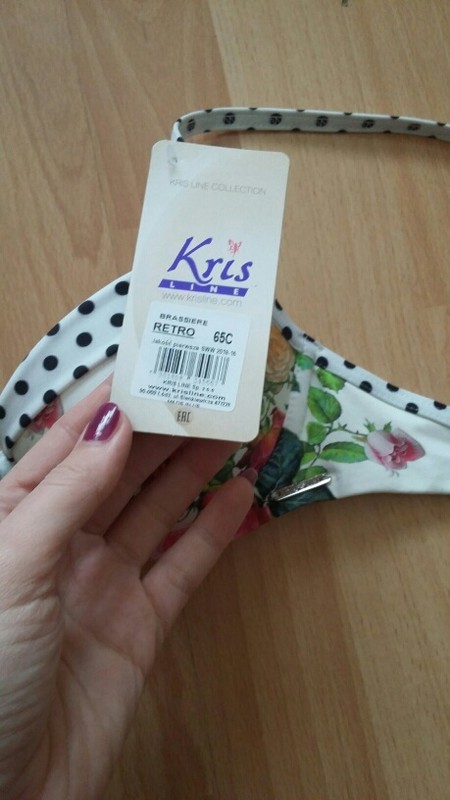 KRIS LINE COLLECTION
Kris
LINE
www.krisline.com
BRASSIERE
RETRO 65C
Jakość pierwsza
KRIS LINE
www.krisline.com
EAC